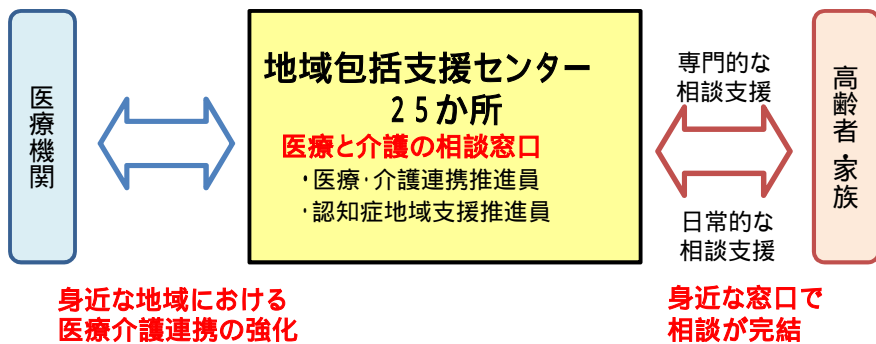 医療機関
地域包括支援センター
25か所
医療と介護の相談窓口
・医療・介護連携推進員
・認知症地域支援推進員
専門的な
相談支援
日常的な
相談支援
高齢者・家族
身近な地域における
医療介護連携の強化
身近な窓口で
相談が完結